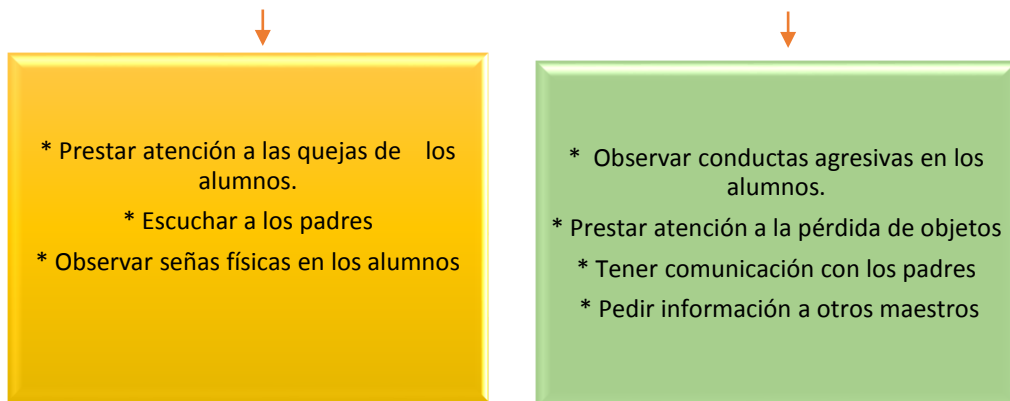 * Prestar atención a las quejas de los
alumnos.
* Escuchar a los padres
* Observar señas físicas en los alumnos
* Observar conductas agresivas en los
alumnos.
* Prestar atención a la pérdida de objetos
* Tener comunicación con los padres
* Pedir información a otros maestros